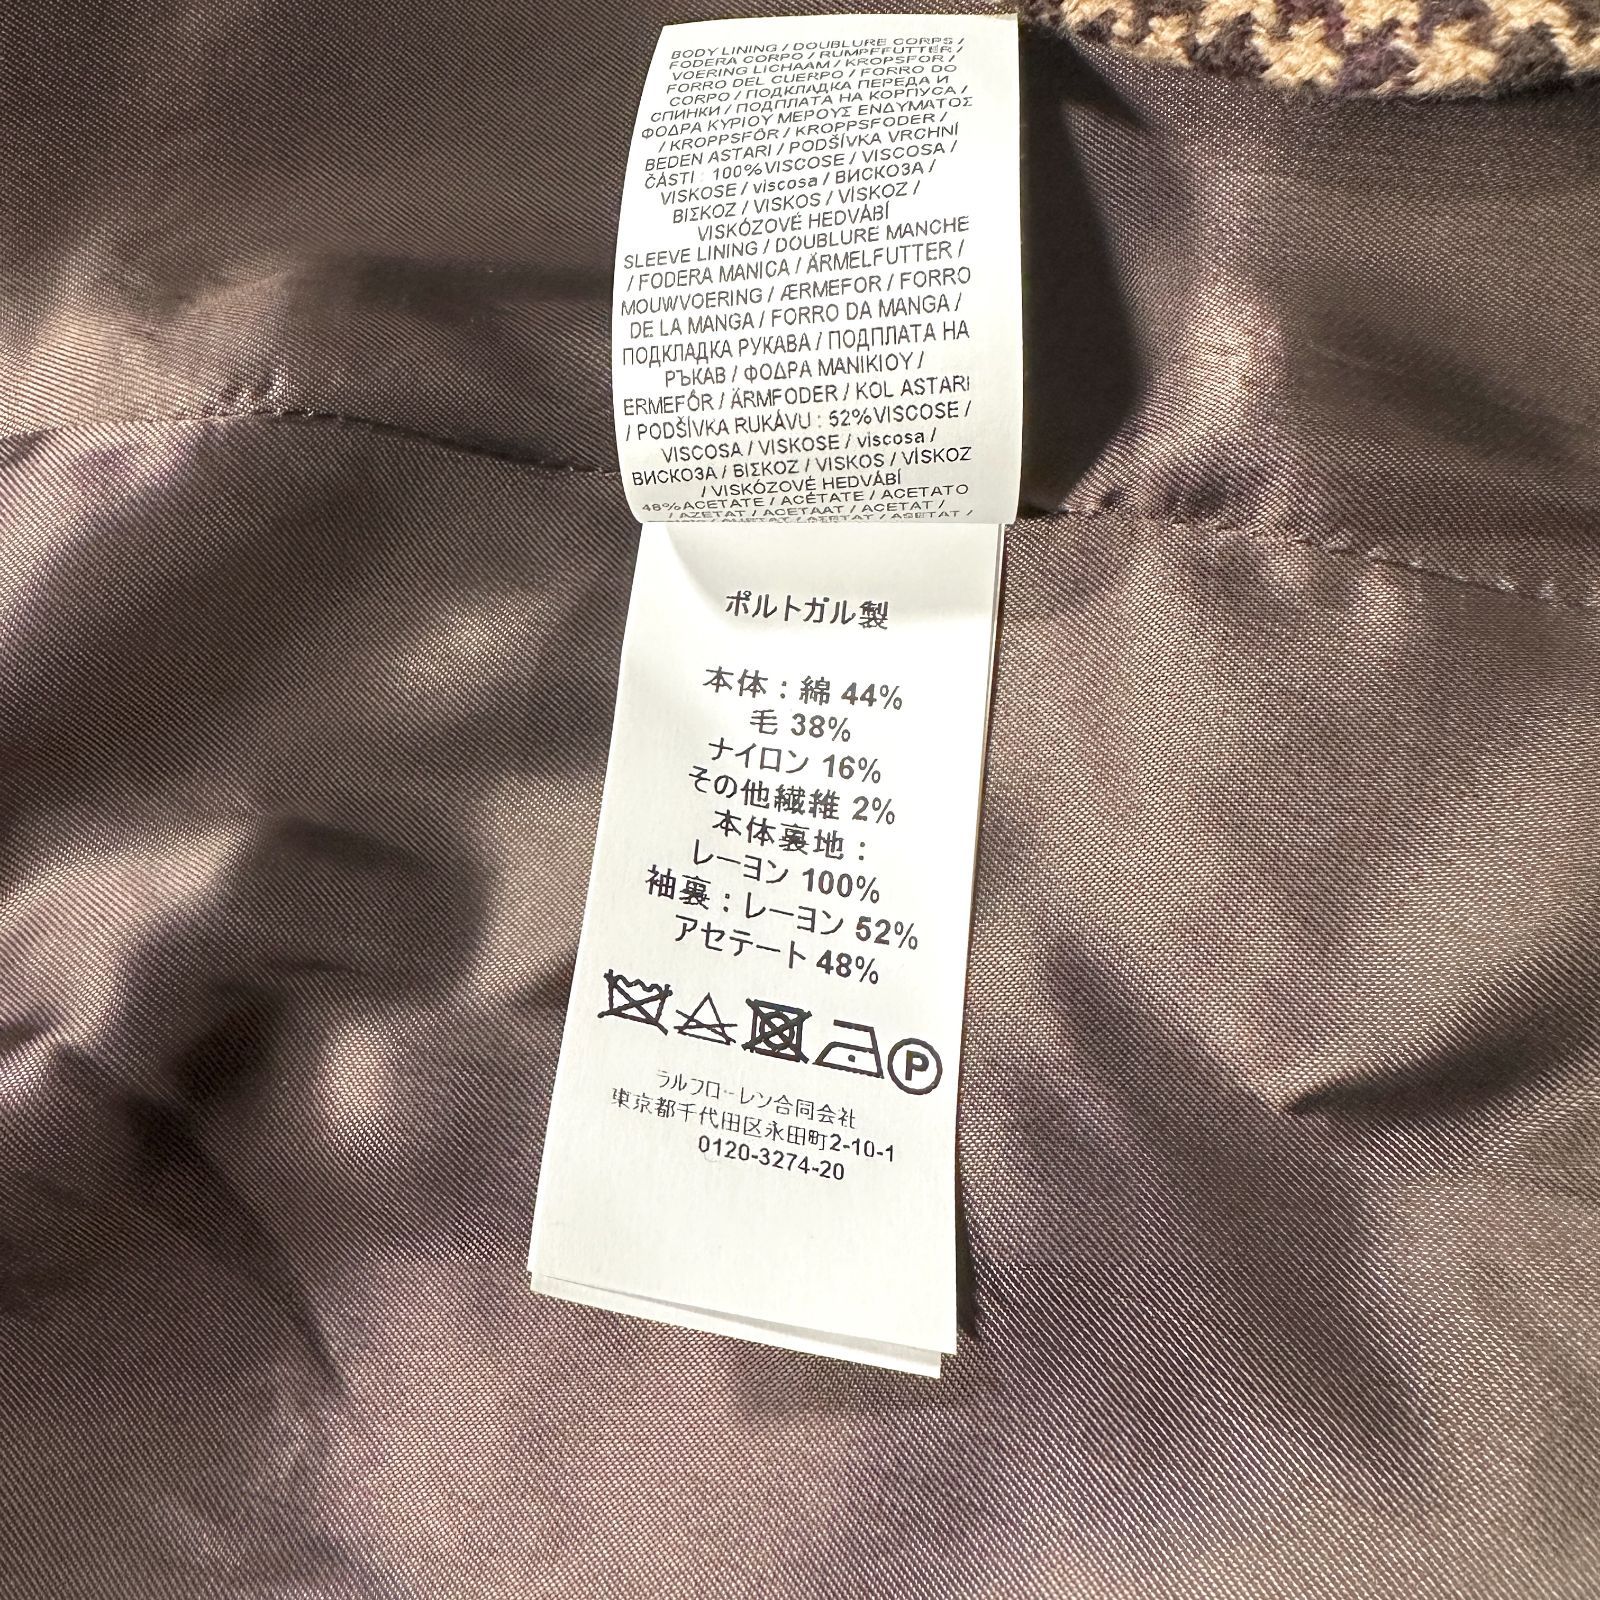 BODY LINING / DOUBLURE CORPS /
FODERA CORPO / RUMPFFUTTER /
VOERING LICHAAM / KROPSFOR /
FORRO DEL CUERPO / FORRO DO
CORPO / ПОДКЛАДКА ПЕРЕДА И
СПИНКИ / ПОДПЛАТА НА КОРПУСА /
ΦΟΔΡΑ ΚΥΡΙΟΥ ΜΕΡΟΥΣ ΕΝΔΥΜΑΤΟΣ
/ KROPPSFÔR / KROPPSFODER /
BEDEN ASTARI / PODŠÍVKA VRCHNÍ
ČÁSTI : 100%VISCOSE / VISCOSA /
VISKOSE / viscosa / ВИСКОЗА /
ΒΙΣΚΟΖ / VISKOS / VİSKOZ /
VISKÓZOVÉ HEDVÁBÍ
SLEEVE LINING / DOUBLURE MANCHE
/ FODERA MANICA / ÄRMELFUTTER /
MOUWVOERING / ÆRMEFOR / FORRO
DE LA MANGA / FORRO DA MANGA /
ПОДКЛАДКА РУКАВА / ПОДПЛАТА НА
РЪКАВ / ΦΟΔΡΑ ΜΑΝΙΚΙΟΥ /
ERMEFÔR / ÄRMFODER / KOL ASTARI
/ PODŠÍVKA RUKÁVU : 52%VISCOSE /
VISCOSA / VISKOSE / viscosa /
ВИСКОЗА / ΒΙΣΚΟΖ / VISKOS / VİSKOZ
/ VISKÓZOVÉ HEDVÁBÍ
48%ACETATE / ACÉTATE / ACETATO
/ AZETAT / ACETAAT / ACETAT /
ポルトガル製
本体 : 綿 44%
毛 38%
ナイロン 16%
その他繊維 2%
本体裏地 :
レーヨン 100%
袖裏 : レーヨン 52%
アセテート 48%
P
ラルフローレン合同会社
東京都千代田区永田町2-10-1
0120-3274-20